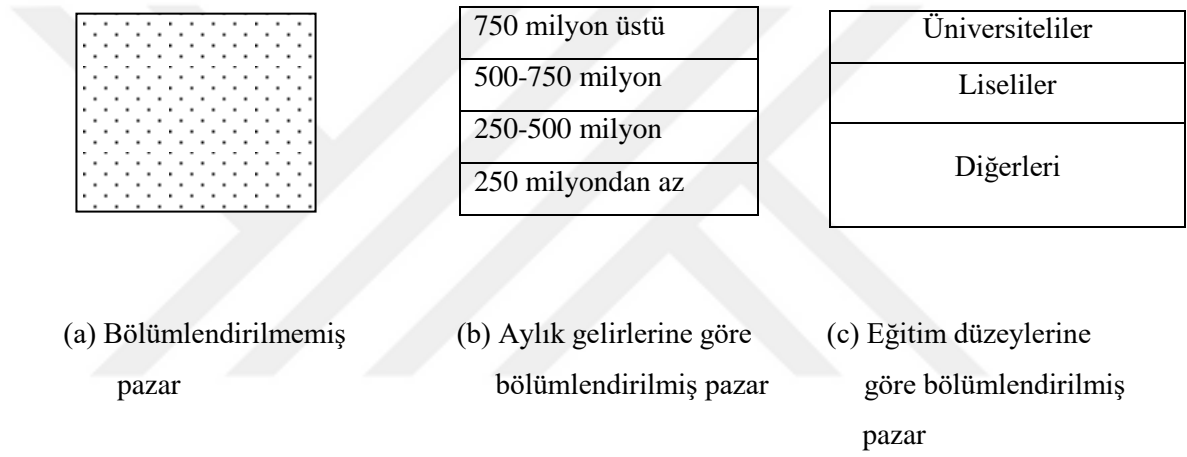 750 milyon üstü
500-750 milyon
250-500 milyon
250 milyondan az
Üniversiteliler
Liseliler
Diğerleri
(a) Bölümlendirilmemiş
pazar
(b) Aylık gelirlerine göre
bölümlendirilmiş pazar
(c) Eğitim düzeylerine
göre bölümlendirilmiş
pazar